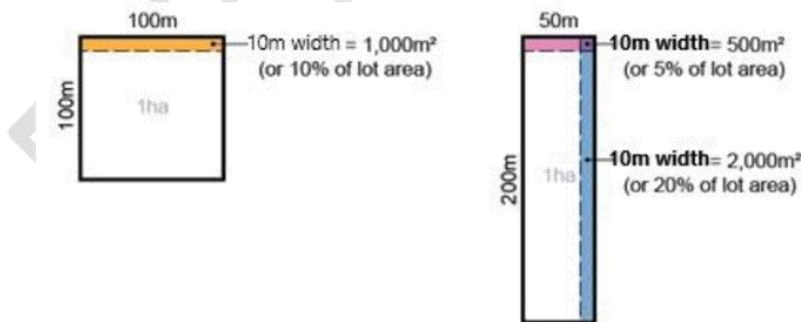 100m
10m width = 1,000m²
(or 10% of lot area)
100m
1ha
50m
10m width= 500m²
(or 5% of lot area)
10m width= 2,000m²
(or 20% of lot area)
200m
1ha